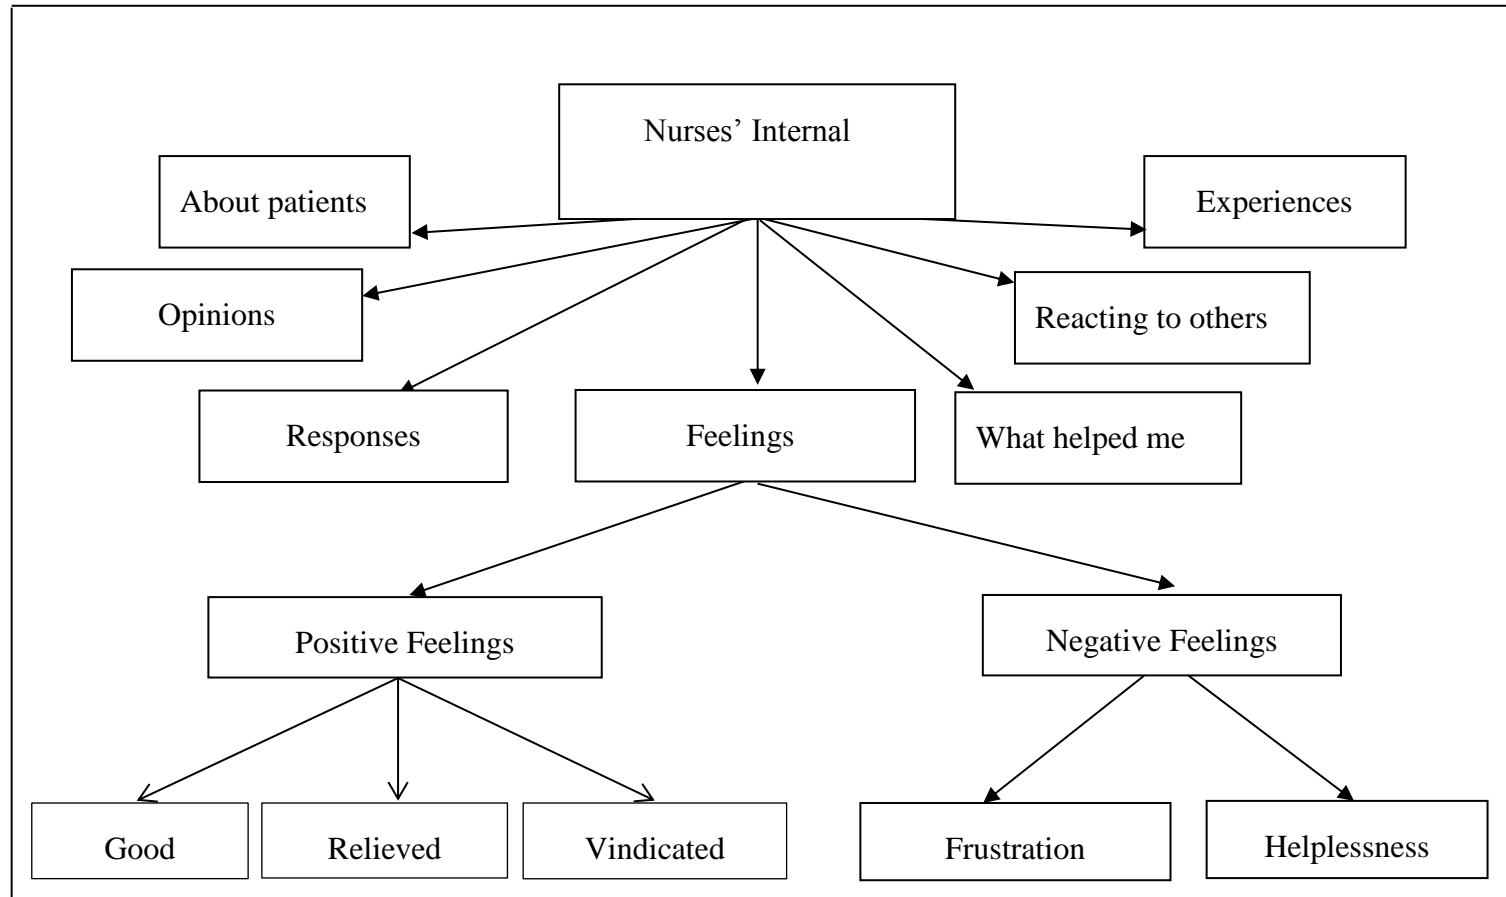 Nurses’ Internal
About patients
Experiences
Opinions
Reacting to others
Responses
Feelings
What helped me
Positive Feelings
Negative Feelings
Good
Relieved
Vindicated
Frustration
Helplessness